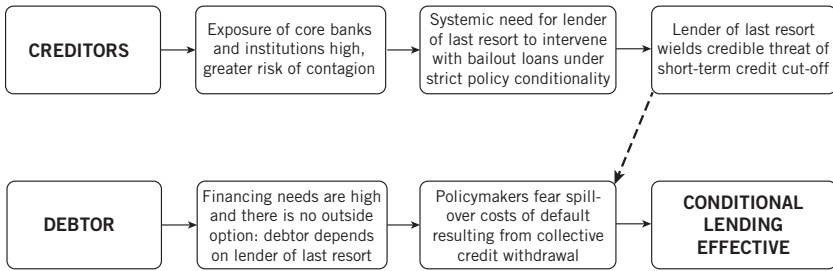 CREDITORS
Exposure of core banks
and institutions high,
greater risk of contagion
Systemic need for lender
of last resort to intervene
with bailout loans under
strict policy conditionality
Lender of last resort
wields credible threat of
short-term credit cut-off
DEBTOR
Financing needs are high
and there is no outside
option: debtor depends
on lender of last resort
Policymakers fear spill-
over costs of default
resulting from collective
credit withdrawal
CONDITIONAL
LENDING
EFFECTIVE